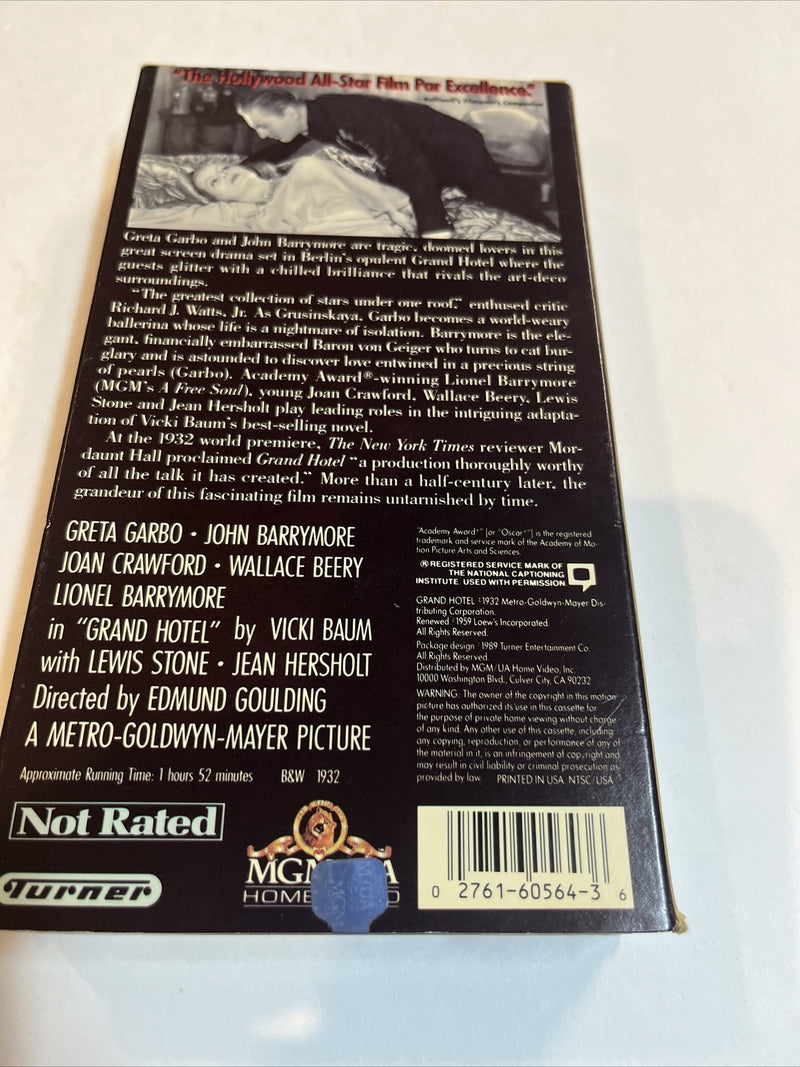 "The Hollywood All-Star Film Par Excellence."
- Halliwell's Filmgoer's Companion
Greta Garbo and John Barrymore are tragic, doomed lovers in this
great screen drama set in Berlin's opulent Grand Hotel where the
guests glitter with a chilled brilliance that rivals the art-deco
surroundings.
"The greatest collection of stars under one roof," enthused critic
Richard J. Watts, Jr. As Grusinskaya, Garbo becomes a world-weary
ballerina whose life is a nightmare of isolation. Barrymore is the ele-
gant, financially embarrassed Baron von Geiger who turns to cat bur-
glary and is astounded to discover love entwined in a precious string
of pearls (Garbo). Academy Award®-winning Lionel Barrymore
(MGM's A Free Soul), young Joan Crawford, Wallace Beery, Lewis
Stone and Jean Hersholt play leading roles in the intriguing adapta-
tion of Vicki Baum's best-selling novel.
At the 1932 world premiere, The New York Times reviewer Mor-
daunt Hall proclaimed Grand Hotel "a production thoroughly worthy
of all the talk it has created." More than a half-century later, the
grandeur of this fascinating film remains untarnished by time.
GRETA GARBO • JOHN BARRYMORE
JOAN CRAWFORD • WALLACE BEERY
LIONEL BARRYMORE
in "GRAND HOTEL" by VICKI BAUM
with LEWIS STONE • JEAN HERSHOLT
Directed by EDMUND GOULDING
A METRO-GOLDWYN-MAYER PICTURE
Approximate Running Time: 1 hours 52 minutes B&W 1932
Not Rated
Turner
MGM UA
HOME VIDEO
"Academy Award®" [or "Oscar®"] is the registered
trademark and service mark of the Academy of Mo-
tion Picture Arts and Sciences.
® REGISTERED SERVICE MARK OF
THE NATIONAL CAPTIONING
INSTITUTE. USED WITH PERMISSION.
GRAND HOTEL ©1932 Metro-Goldwyn-Mayer Dis-
tributing Corporation.
Renewed ©1959 Loew's Incorporated.
All Rights Reserved.
Package design ©1989 Turner Entertainment Co.
All Rights Reserved.
Distributed by MGM/UA Home Video, Inc.
10000 Washington Blvd., Culver City, CA 90232
WARNING: The owner of the copyright in this motion
picture has authorized its use in this cassette for
the purpose of private home viewing without charge
of any kind. Any other use of this cassette, including
any copying, reproduction, or performance of any of
the material in it, is an infringement of copyright and
may result in civil liability or criminal prosecution as
provided by law. PRINTED IN USA NTSC/USA
0 2761-60564-3 6